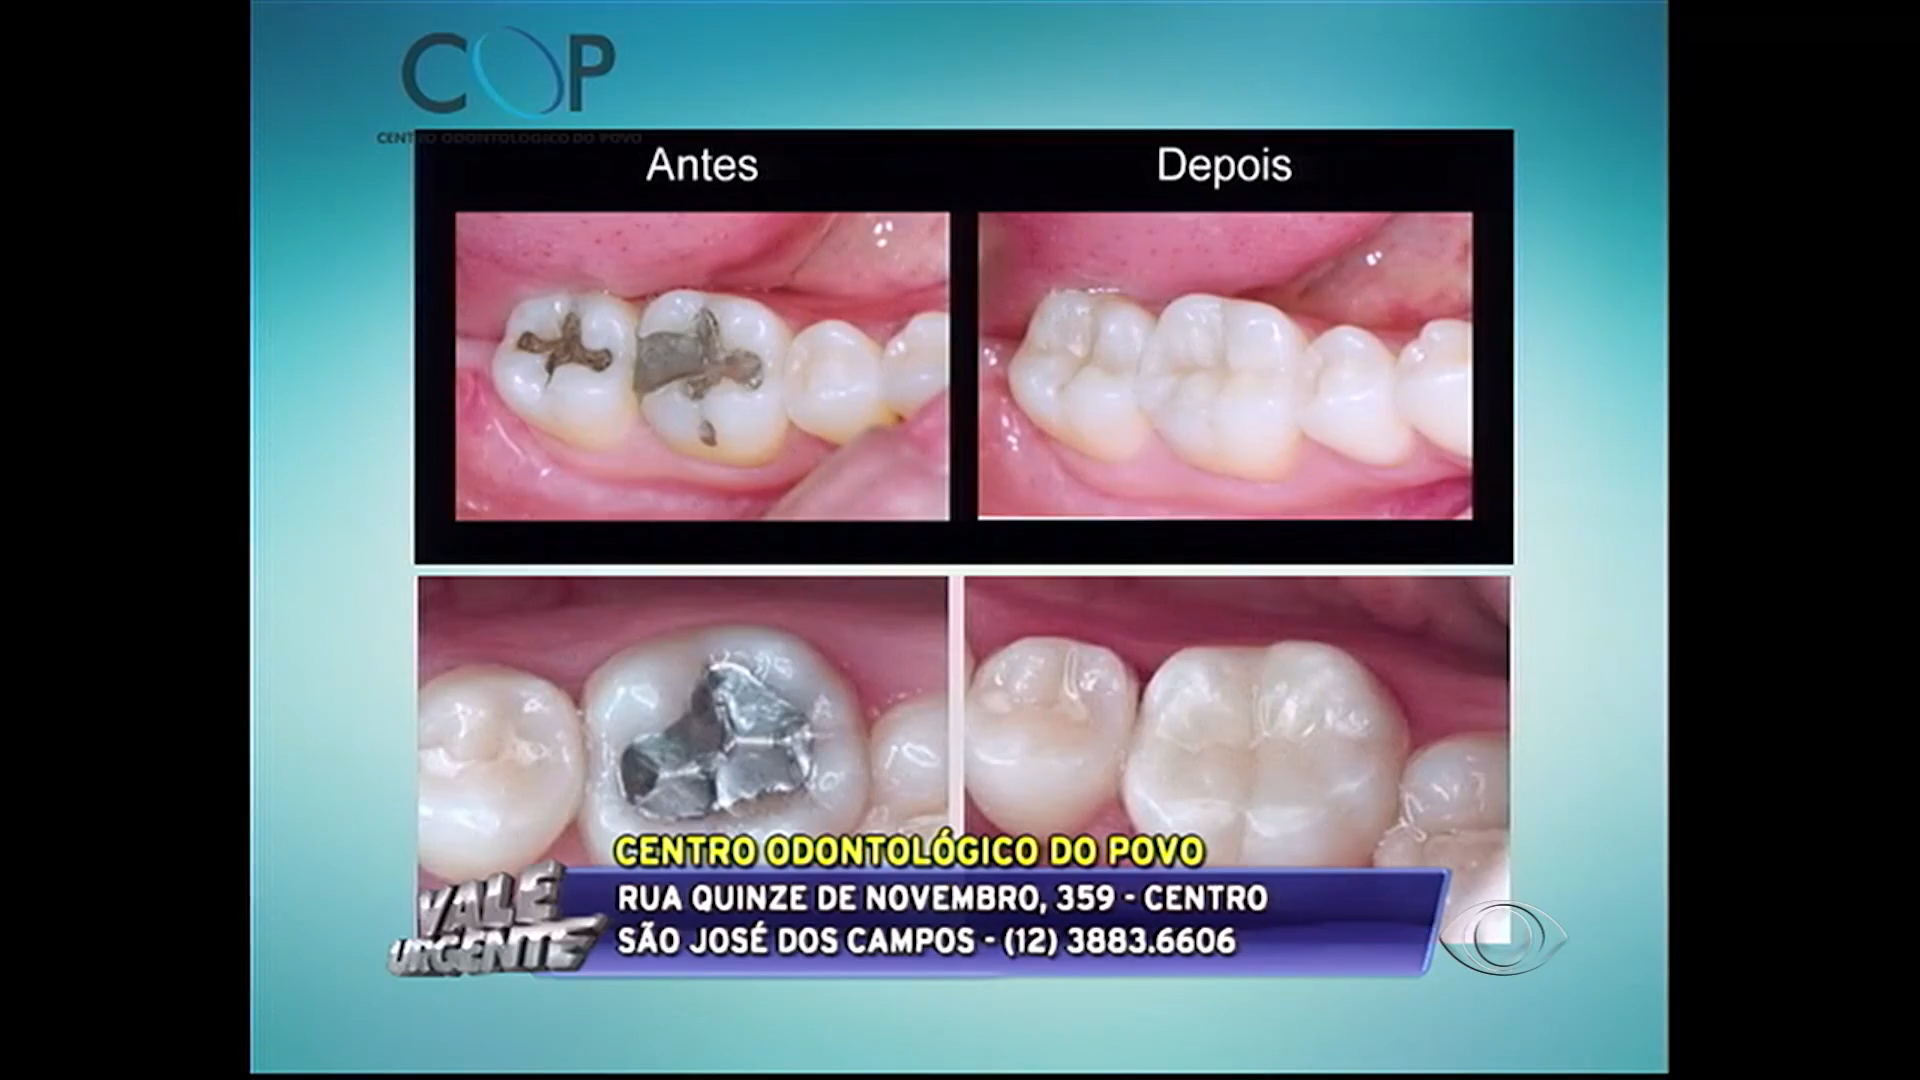 COP
CENTRO ODONTOLÓGICO DO POVO
Antes
Depois
CENTRO ODONTOLÓGICO DO POVO
RUA QUINZE DE NOVEMBRO, 359 - CENTRO
SÃO JOSÉ DOS CAMPOS - (12) 3883.6606
VALE
URGENTE